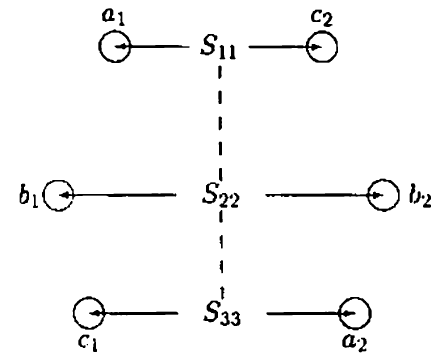 a₁ c₂
S₁₁
b₁ S₂₂ b₂
S₃₃
c₁ a₂